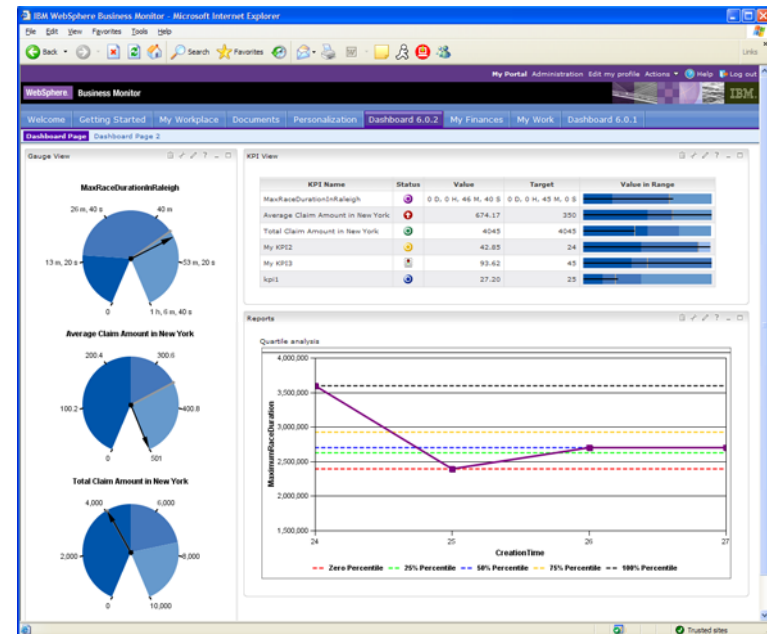 IBM WebSphere Business Monitor - Microsoft Internet Explorer
File Edit View Favorites Tools Help
Back Search Favorites Links
My Portal Administration Edit my profile Actions Help Log out
WebSphere Business Monitor IBM.
Welcome Getting Started My Workplace Documents Personalization Dashboard 6.0.2 My Finances My Work Dashboard 6.0.1
Dashboard Page Dashboard Page 2
Gauge View
MaxRaceDurationInRaleigh
26 m, 40 s 40 m
13 m, 20 s 53 m, 20 s
0 1 h, 6 m, 40 s
Average Claim Amount in New York
200.4 300.6
100.2 400.8
0 501
Total Claim Amount in New York
4,000 6,000
2,000 8,000
0 10,000
KPI View
KPI Name Status Value Target Value in Range
MaxRaceDurationInRaleigh 0 D, 0 H, 46 M, 40 S 0 D, 0 H, 45 M, 0 S
Average Claim Amount in New York 674.17 350
Total Claim Amount in New York 4045 4045
My KPI2 42.85 24
My KPI3 93.62 45
kpi1 27.20 25
Reports
Quartile analysis
4,000,000
3,500,000
3,000,000
2,500,000
2,000,000
1,500,000
MaximumRaceDuration
24 25 26 27
CreationTime
Zero Percentile 25% Percentile 50% Percentile 75% Percentile 100% Percentile
Trusted sites